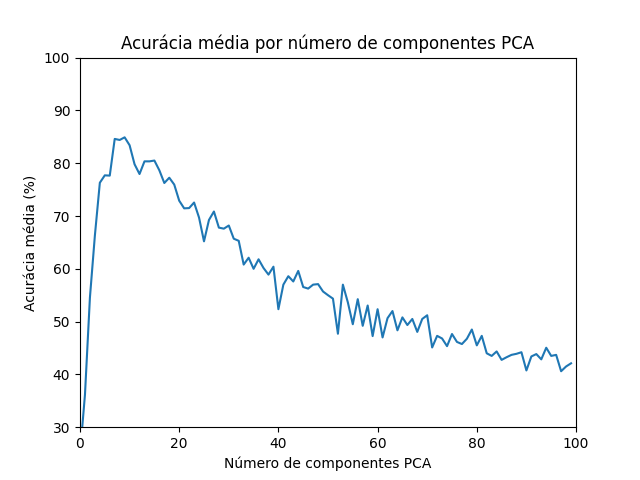 Acurácia média por número de componentes PCA
100
90
80
70
60
50
40
30
Acurácia média (%)
0 20 40 60 80 100
Número de componentes PCA